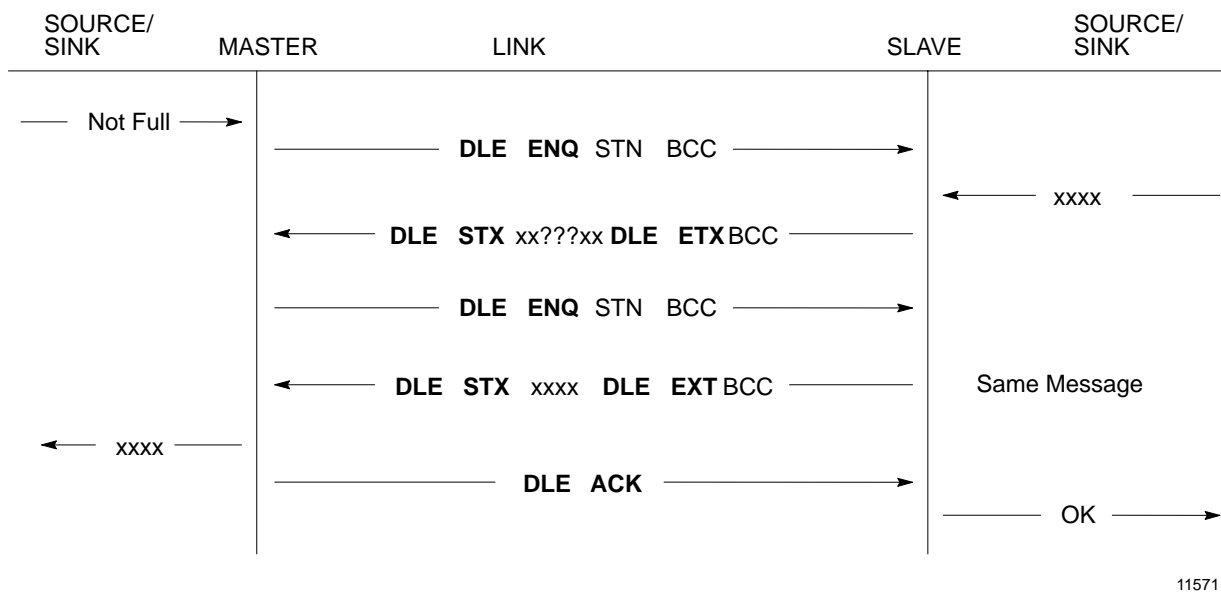 SOURCE/
SINK MASTER LINK SLAVE SOURCE/
SINK
Not Full
DLE ENQ STN BCC
xxxx
DLE STX xx???xx DLE ETX BCC
DLE ENQ STN BCC
DLE STX xxxx DLE EXT BCC
Same Message
xxxx
DLE ACK
OK
11571